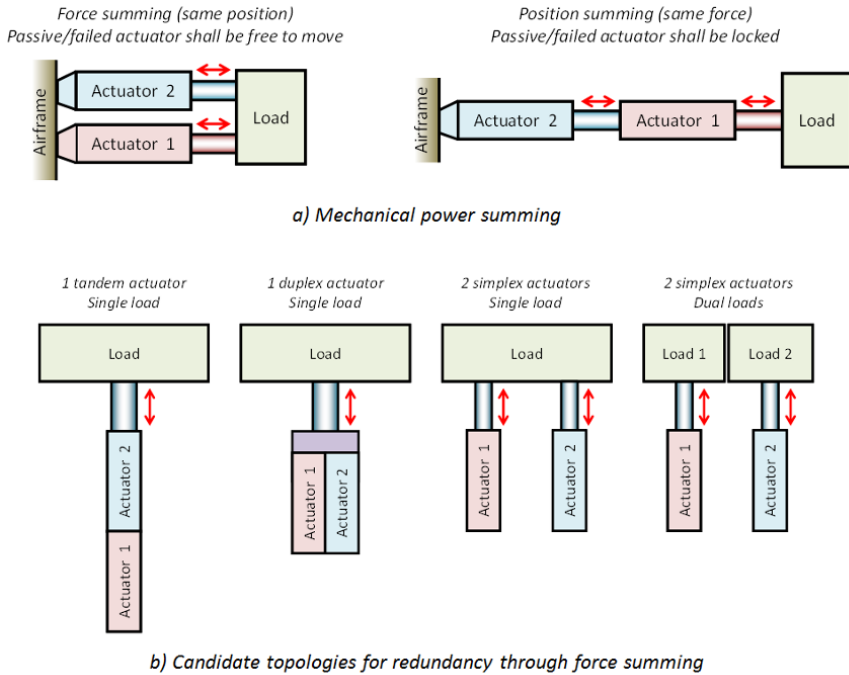 Force summing (same position)
Passive/failed actuator shall be free to move
Position summing (same force)
Passive/failed actuator shall be locked
Airframe
Actuator 2
Actuator 1
Load
Airframe
Actuator 2
Actuator 1
Load
a) Mechanical power summing
1 tandem actuator
Single load
1 duplex actuator
Single load
2 simplex actuators
Single load
2 simplex actuators
Dual loads
Load
Load
Load
Load 1
Load 2
Actuator 2
Actuator 1
Actuator 1
Actuator 2
Actuator 1
Actuator 2
Actuator 1
Actuator 2
b) Candidate topologies for redundancy through force summing